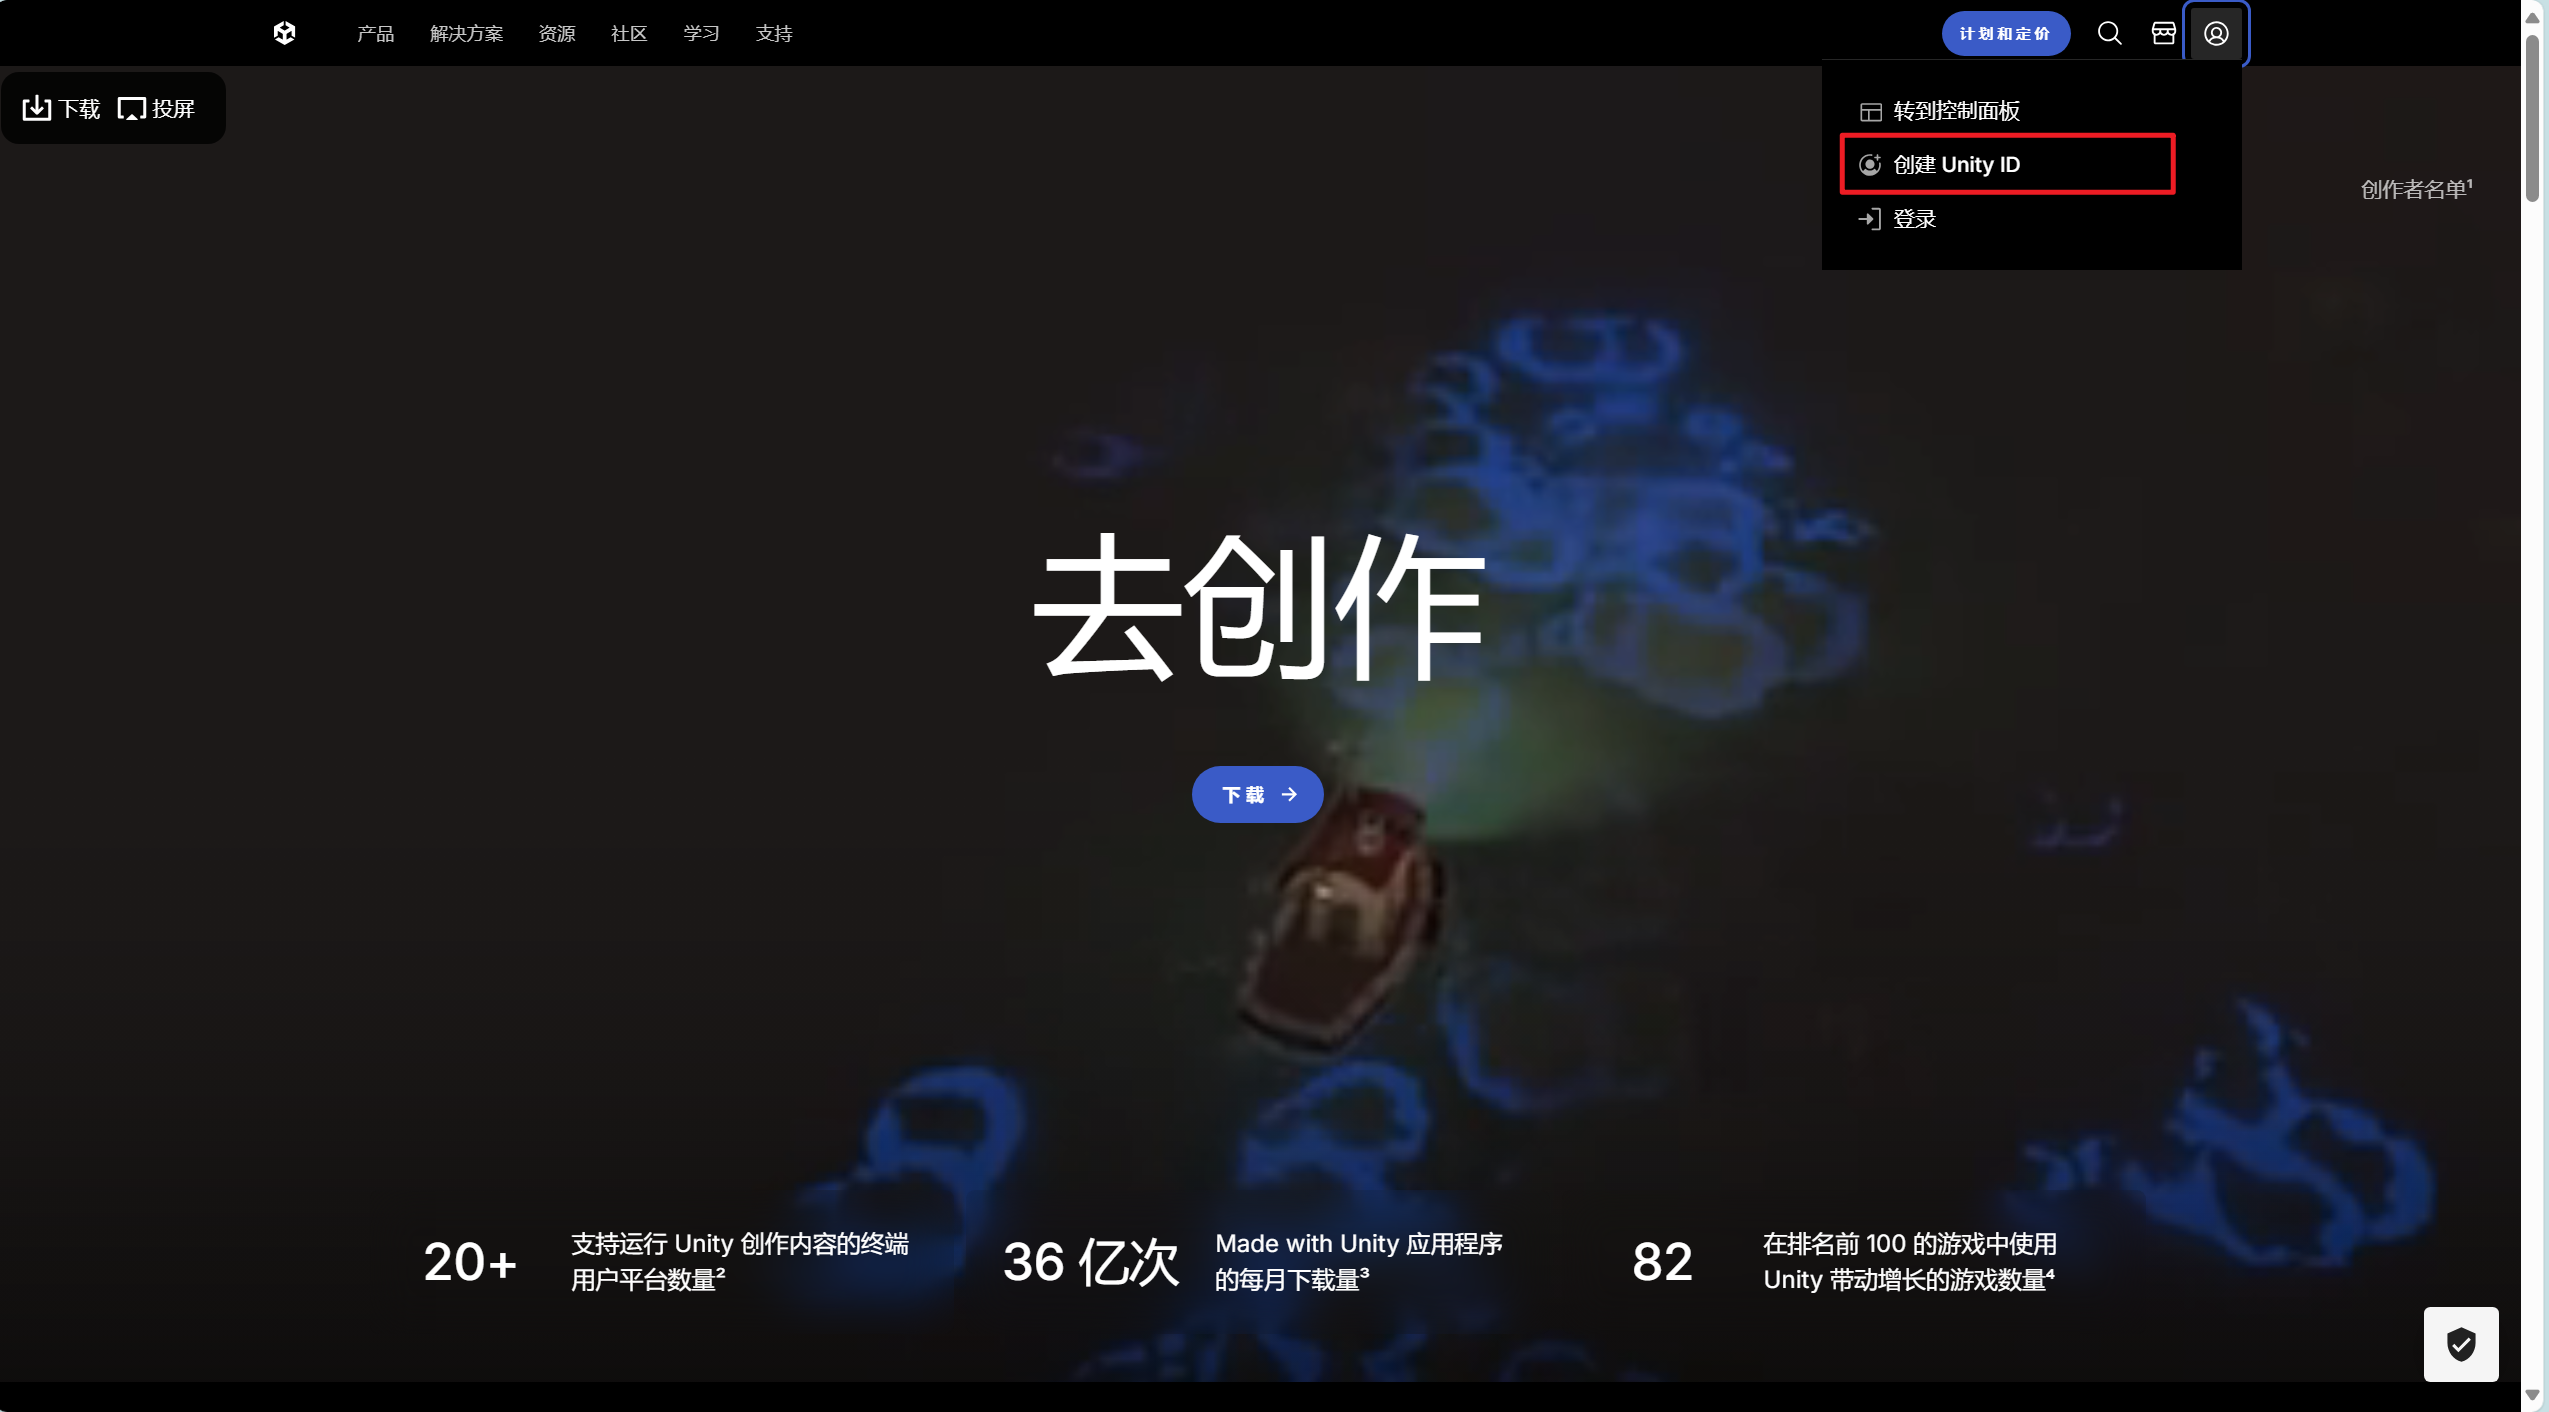 产品 解决方案 资源 社区 学习 支持 计划和定价
下载 投屏
转到控制面板
创建 Unity ID
登录
创作者名单¹
去创作
下载
20+
支持运行 Unity 创作内容的终端
用户平台数量²
36 亿次
Made with Unity 应用程序
的每月下载量³
82
在排名前 100 的游戏中使用
Unity 带动增长的游戏数量⁴